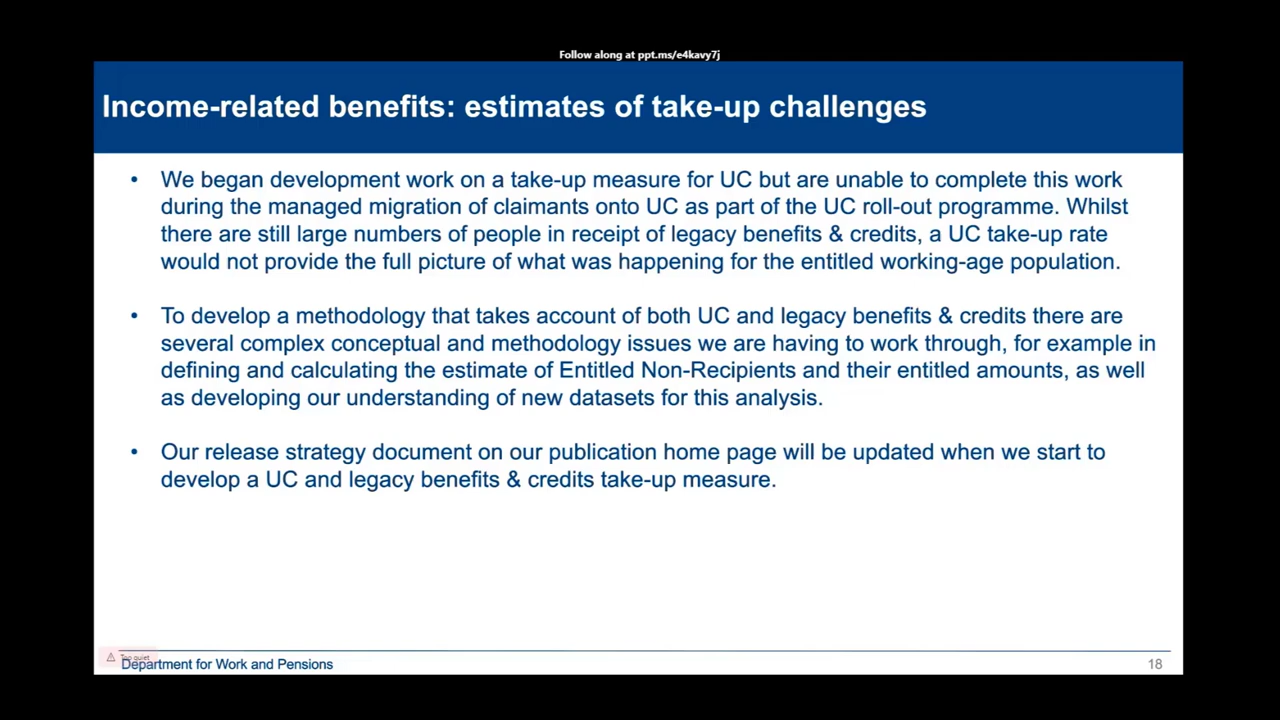 Follow along at ppt.ms/e4kavy7j
Income-related benefits: estimates of take-up challenges
• We began development work on a take-up measure for UC but are unable to complete this work
during the managed migration of claimants onto UC as part of the UC roll-out programme. Whilst
there are still large numbers of people in receipt of legacy benefits & credits, a UC take-up rate
would not provide the full picture of what was happening for the entitled working-age population.
• To develop a methodology that takes account of both UC and legacy benefits & credits there are
several complex conceptual and methodology issues we are having to work through, for example in
defining and calculating the estimate of Entitled Non-Recipients and their entitled amounts, as well
as developing our understanding of new datasets for this analysis.
• Our release strategy document on our publication home page will be updated when we start to
develop a UC and legacy benefits & credits take-up measure.
Too quiet
Department for Work and Pensions
18